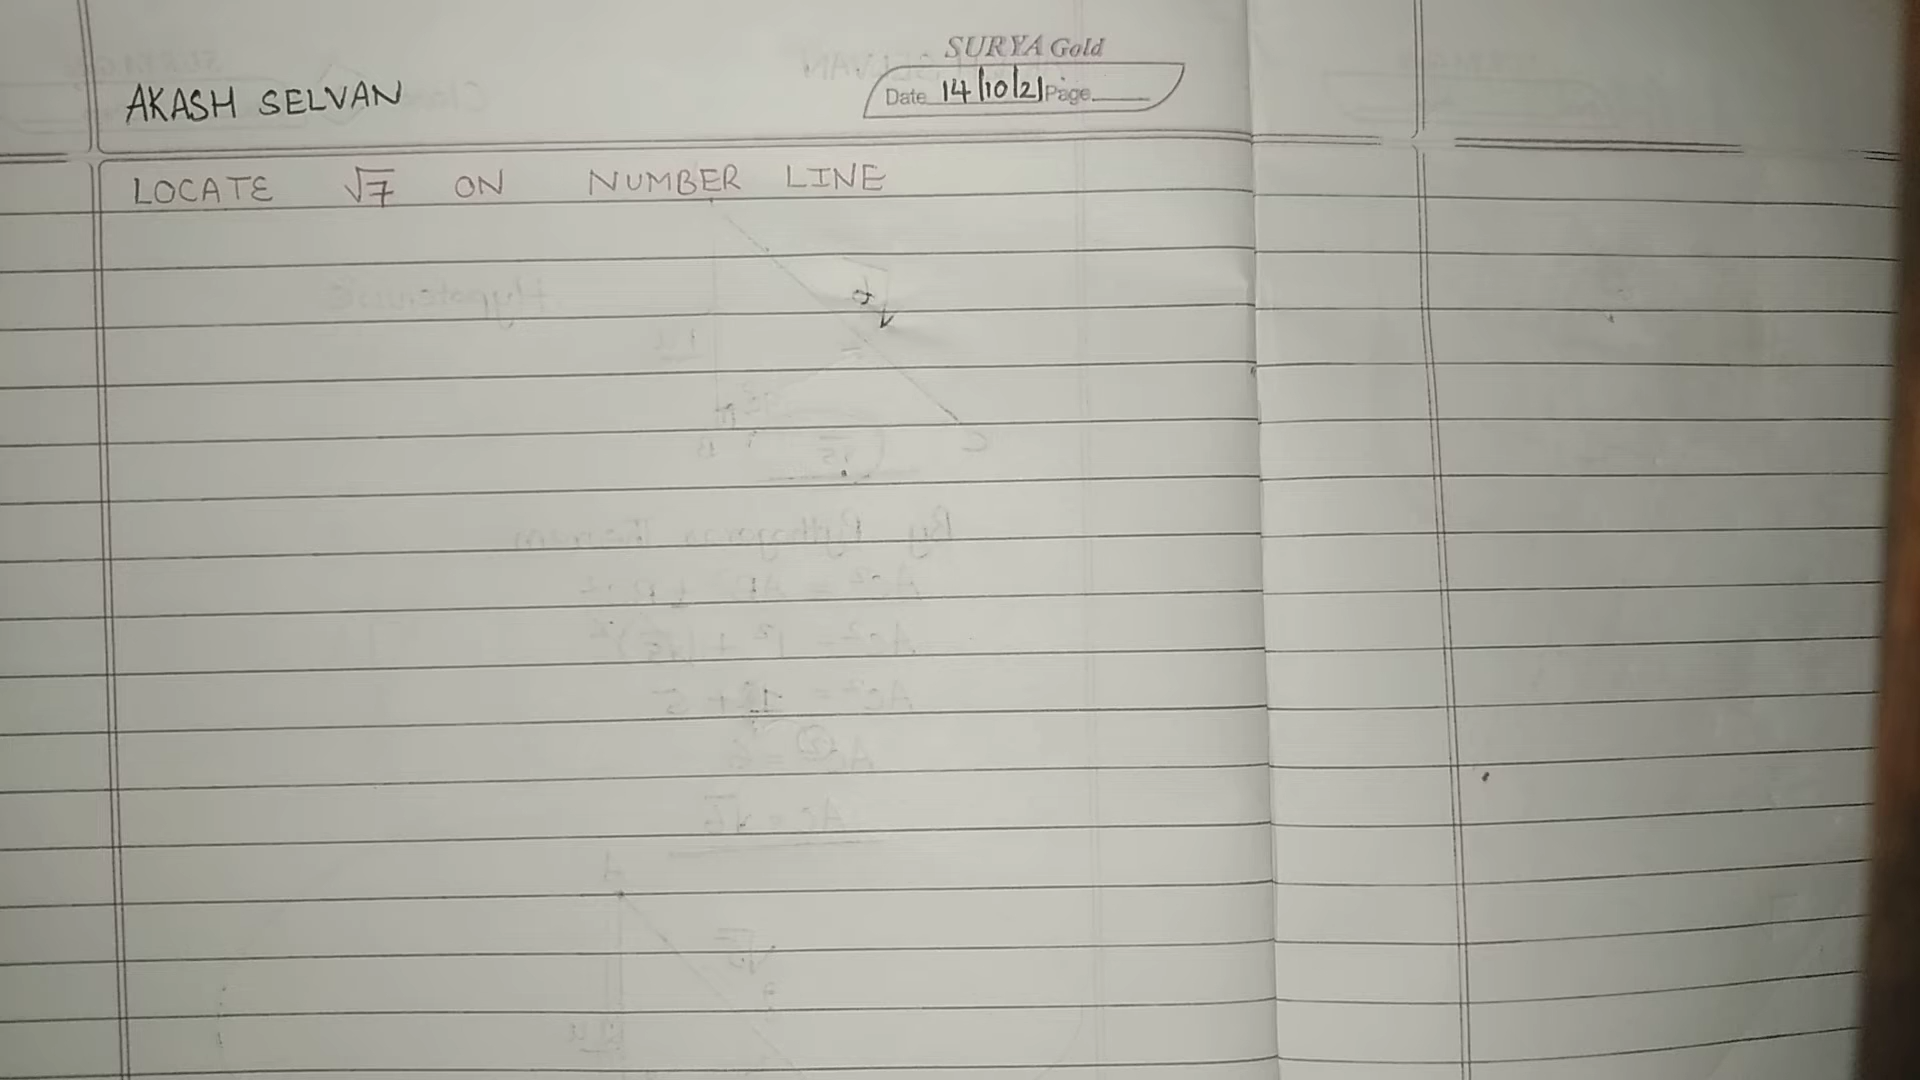 SURYA Gold
AKASH SELVAN
Date 14/10/21 Page
LOCATE √7 ON NUMBER LINE